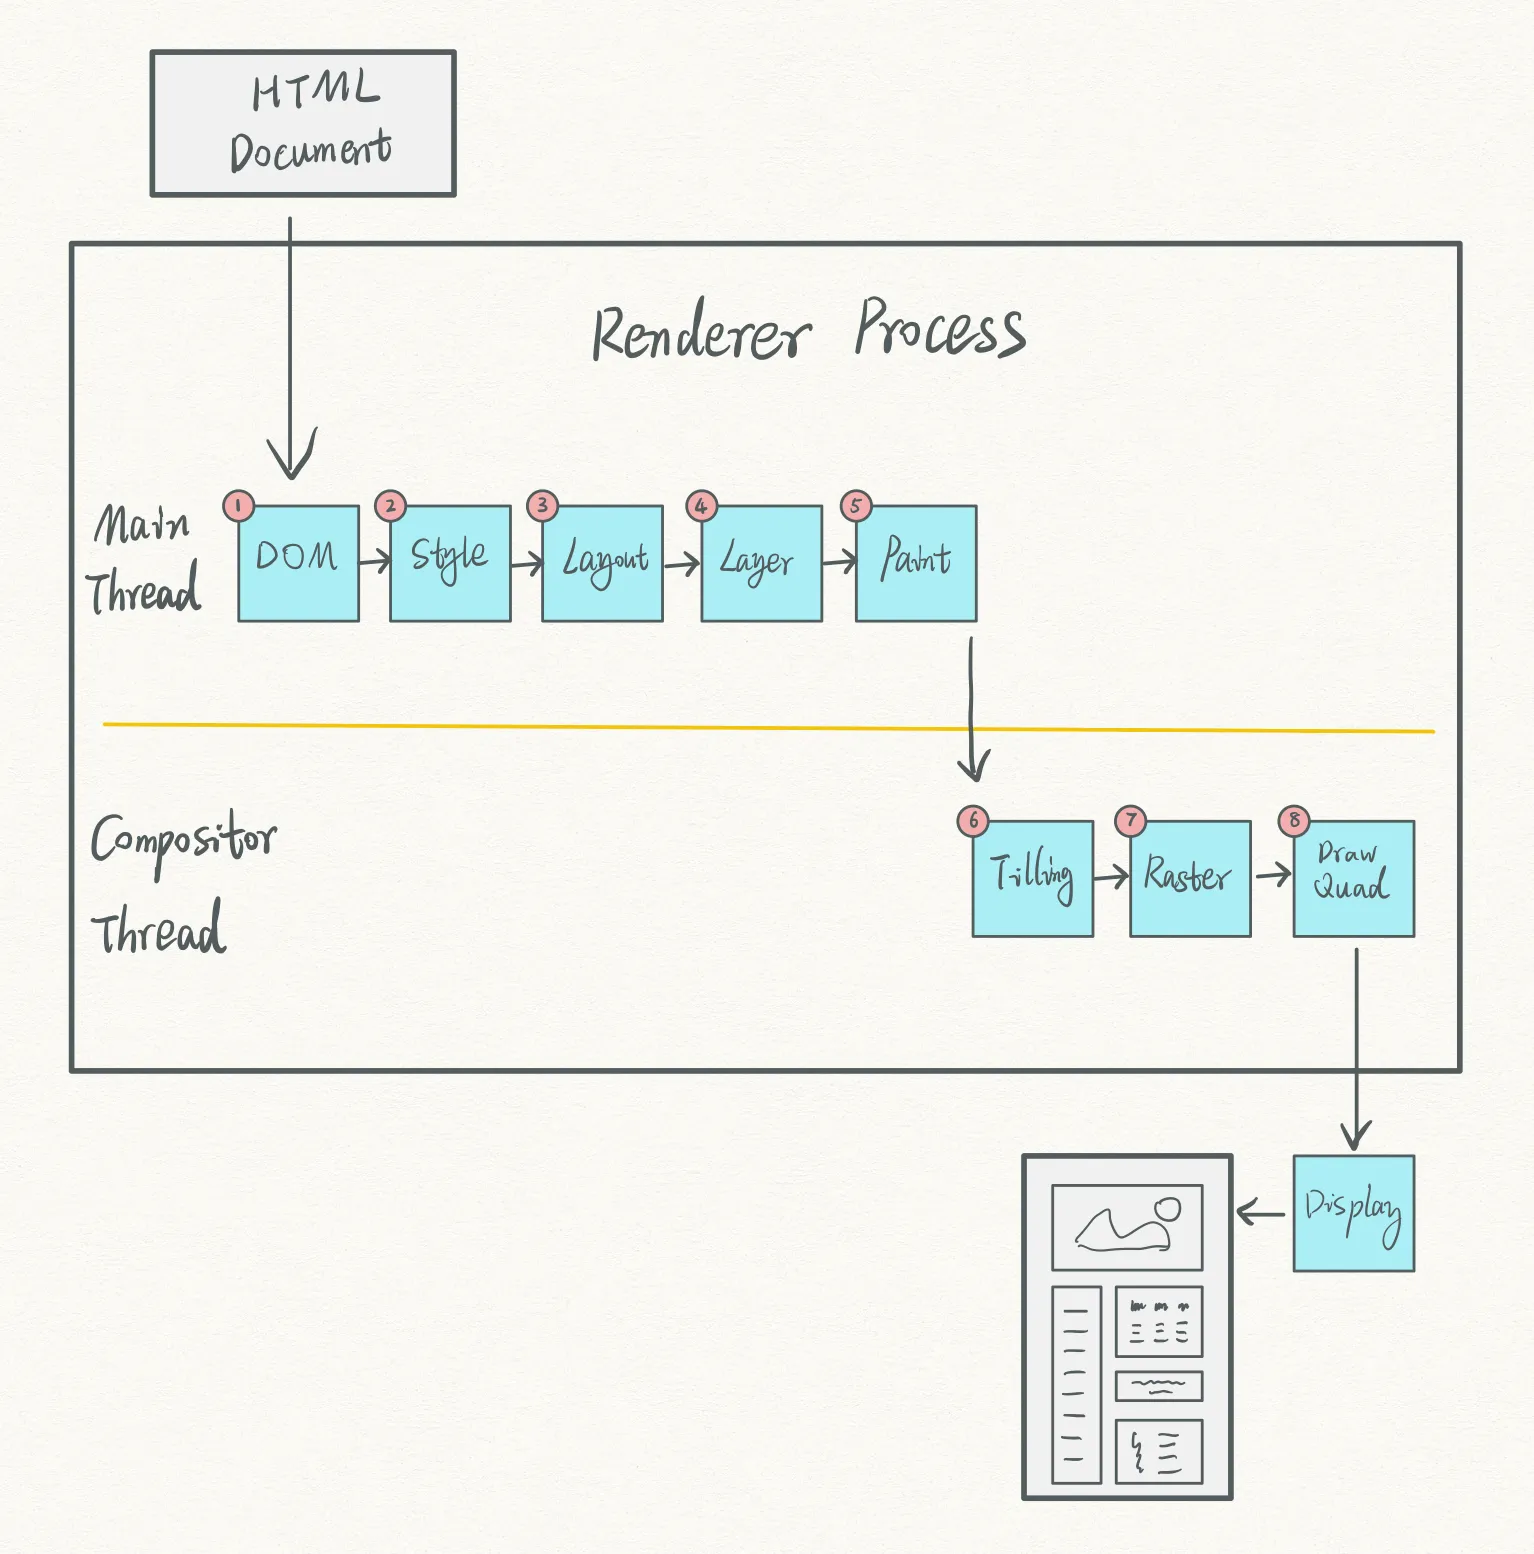 HTML
Document
Renderer Process
Main
Thread
1
DOM
2
Style
3
Layout
4
Layer
5
Paint
Compositor
Thread
6
Tilling
7
Raster
8
Draw
Quad
Display